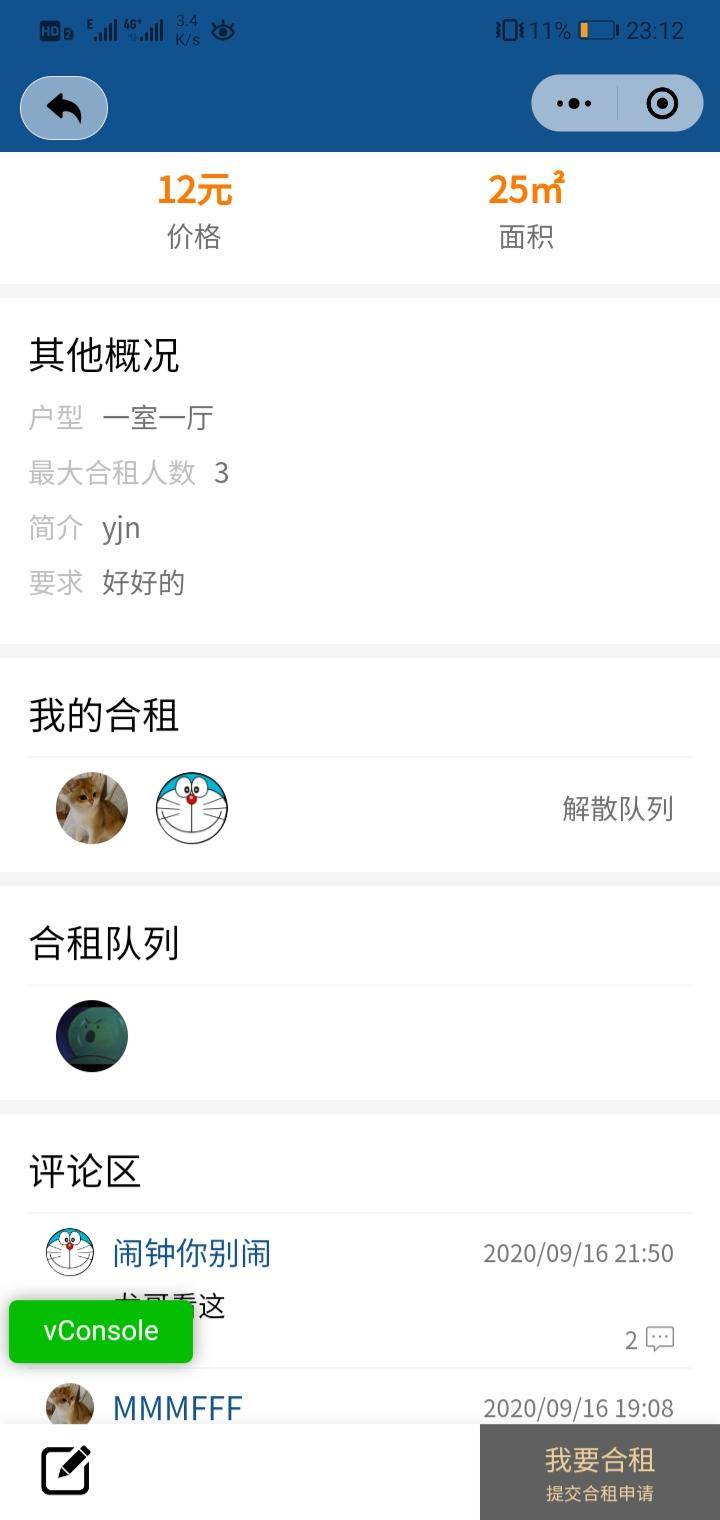 HD 2 E 4G+ 3.4 K/s 11% 23:12
12元 25㎡
价格 面积
其他概况
户型 一室一厅
最大合租人数 3
简介 yjn
要求 好好的
我的合租
解散队列
合租队列
评论区
闹钟你别闹 2020/09/16 21:50
看这
vConsole
2
MMMFFF 2020/09/16 19:08
我要合租
提交合租申请